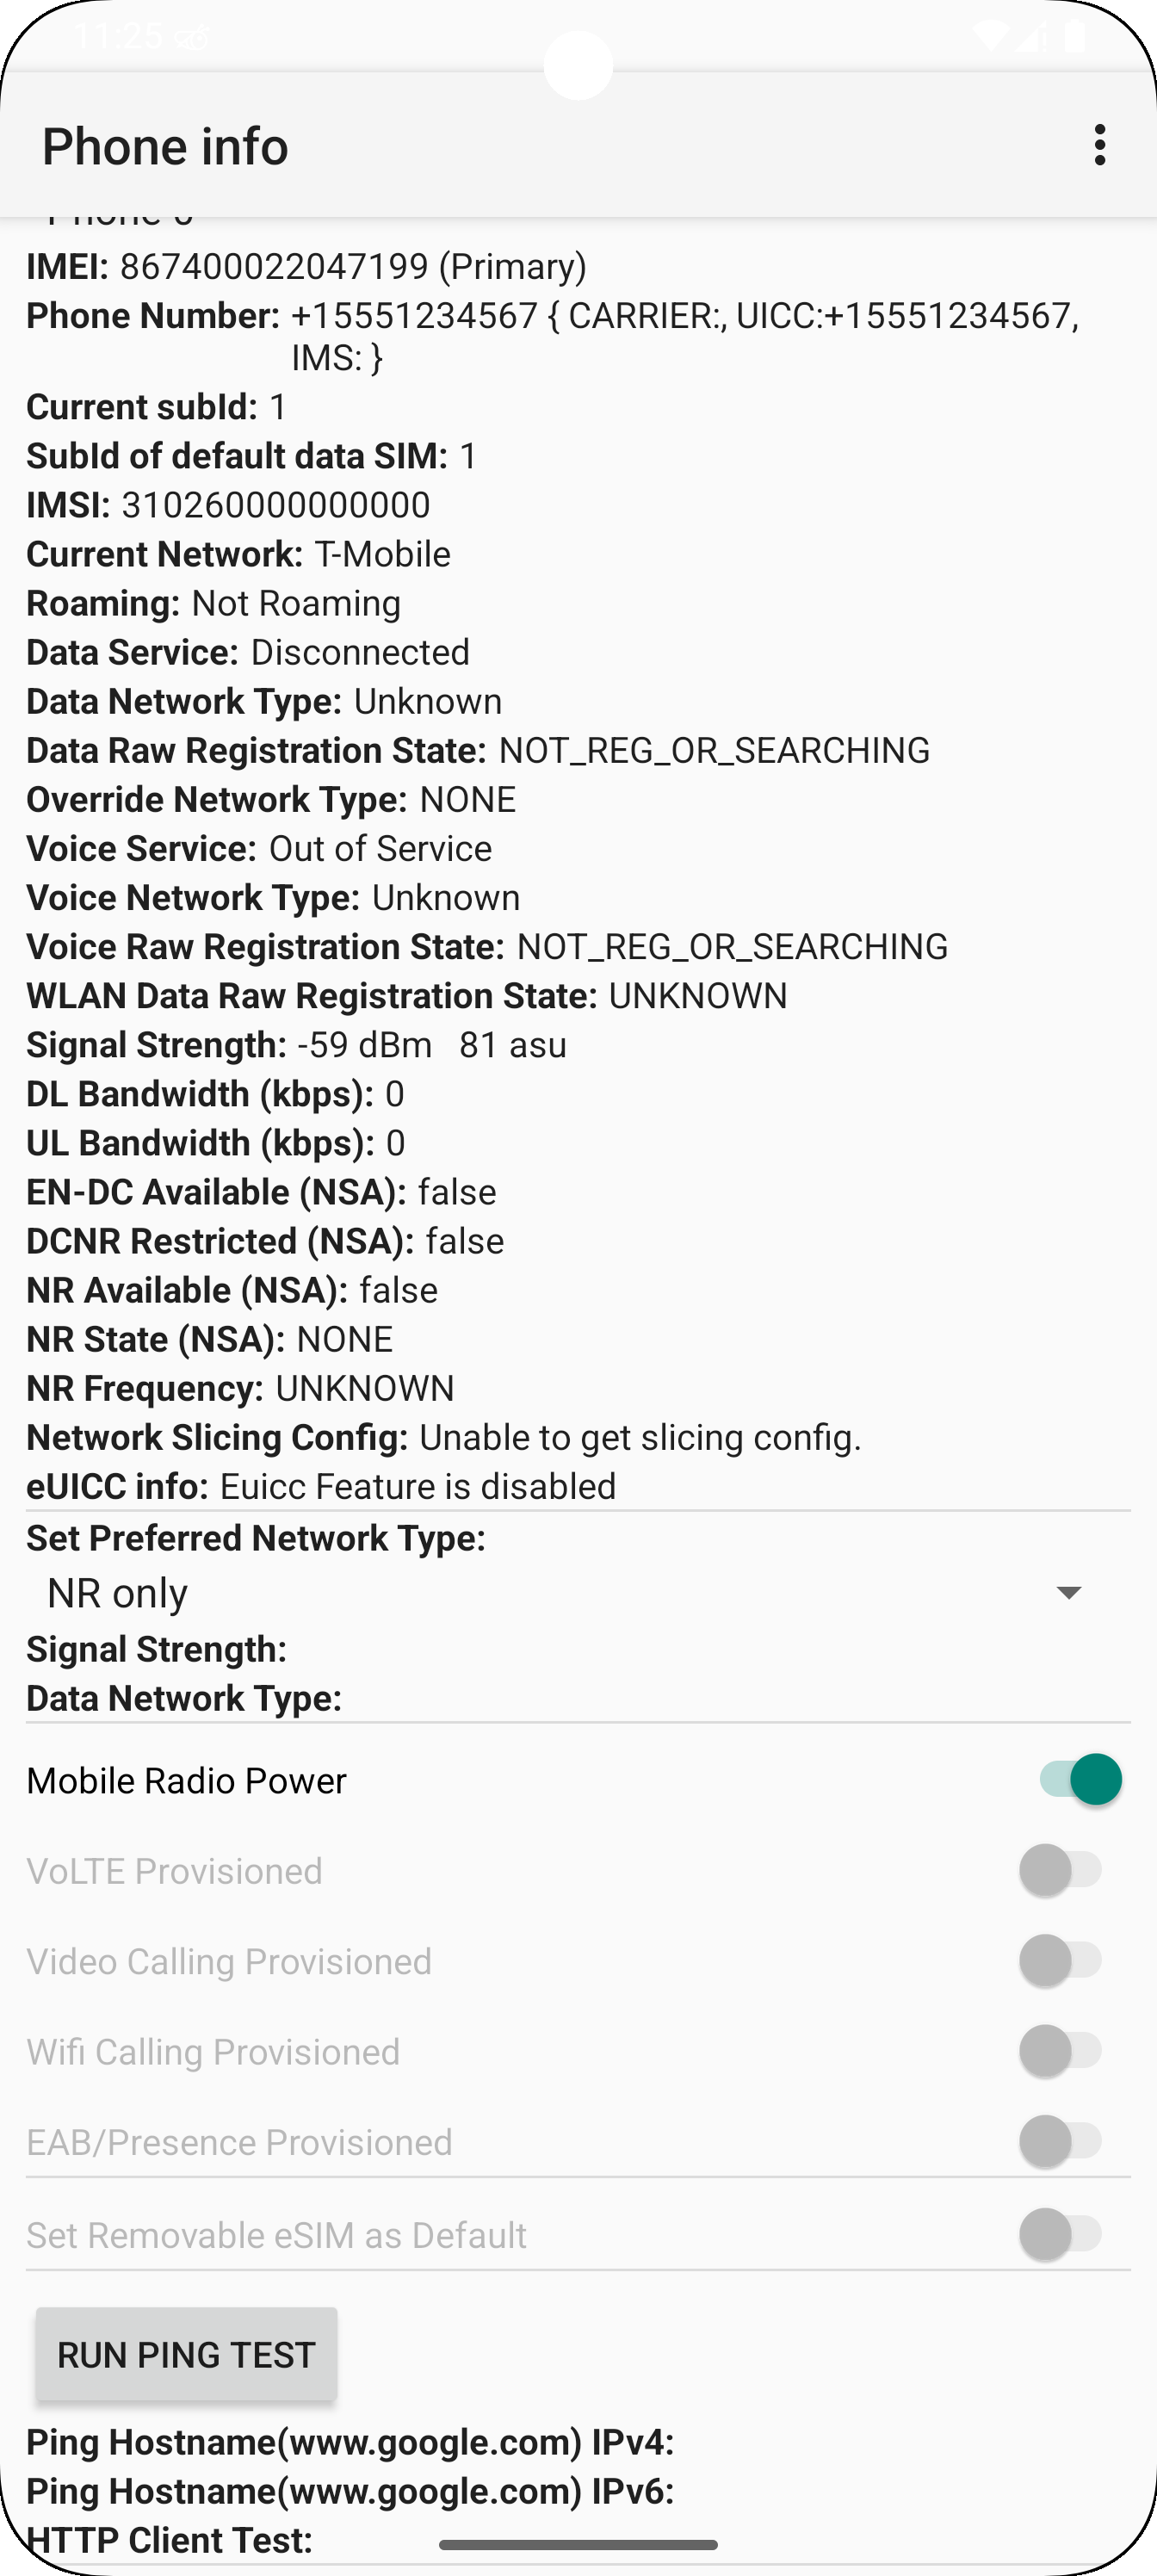 11:25
Phone info
Phone 0
IMEI: 867400022047199 (Primary)
Phone Number: +15551234567 { CARRIER:, UICC:+15551234567,
IMS: }
Current subId: 1
SubId of default data SIM: 1
IMSI: 310260000000000
Current Network: T-Mobile
Roaming: Not Roaming
Data Service: Disconnected
Data Network Type: Unknown
Data Raw Registration State: NOT_REG_OR_SEARCHING
Override Network Type: NONE
Voice Service: Out of Service
Voice Network Type: Unknown
Voice Raw Registration State: NOT_REG_OR_SEARCHING
WLAN Data Raw Registration State: UNKNOWN
Signal Strength: -59 dBm   81 asu
DL Bandwidth (kbps): 0
UL Bandwidth (kbps): 0
EN-DC Available (NSA): false
DCNR Restricted (NSA): false
NR Available (NSA): false
NR State (NSA): NONE
NR Frequency: UNKNOWN
Network Slicing Config: Unable to get slicing config.
eUICC info: Euicc Feature is disabled
Set Preferred Network Type:
NR only
Signal Strength:
Data Network Type:
Mobile Radio Power
VoLTE Provisioned
Video Calling Provisioned
Wifi Calling Provisioned
EAB/Presence Provisioned
Set Removable eSIM as Default
RUN PING TEST
Ping Hostname(www.google.com) IPv4:
Ping Hostname(www.google.com) IPv6:
HTTP Client Test: